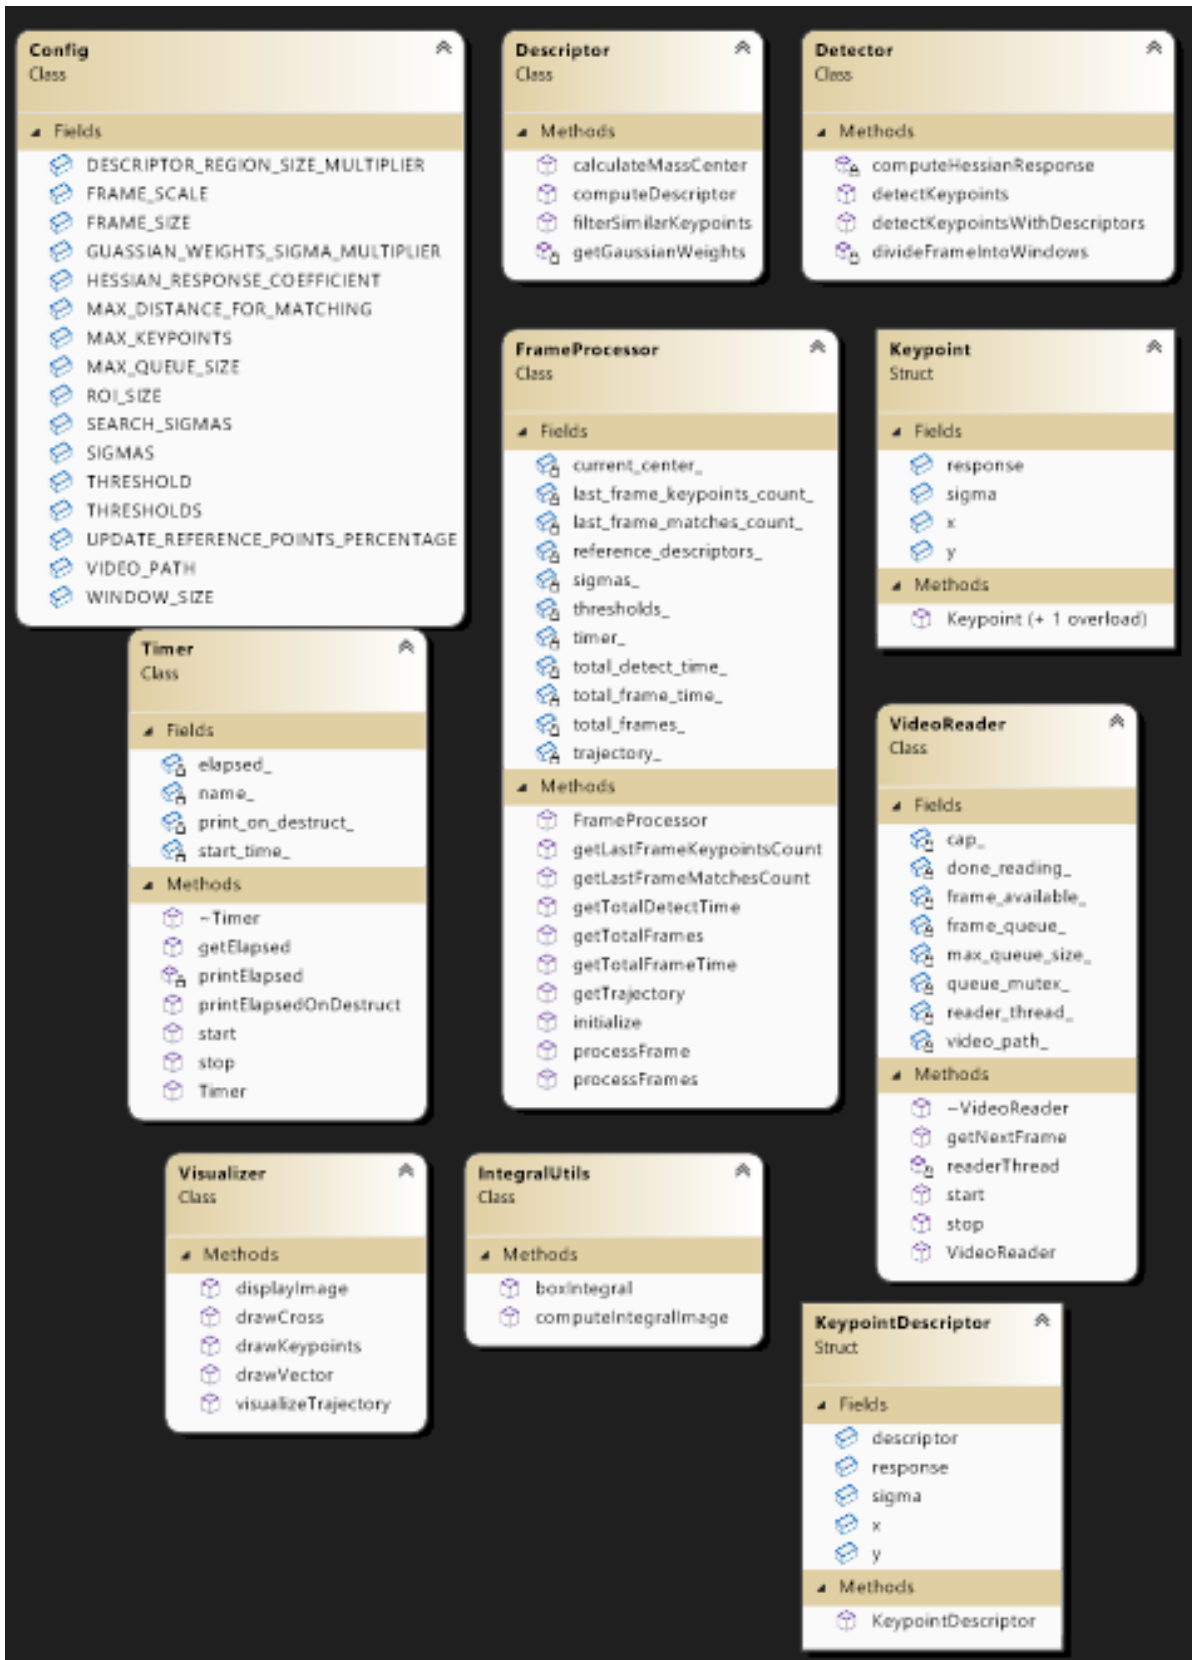 Config
Class
Fields
DESCRIPTOR_REGION_SIZE_MULTIPLIER
FRAME_SCALE
FRAME_SIZE
GUASSIAN_WEIGHTS_SIGMA_MULTIPLIER
HESSIAN_RESPONSE_COEFFICIENT
MAX_DISTANCE_FOR_MATCHING
MAX_KEYPOINTS
MAX_QUEUE_SIZE
ROI_SIZE
SEARCH_SIGMAS
SIGMAS
THRESHOLD
THRESHOLDS
UPDATE_REFERENCE_POINTS_PERCENTAGE
VIDEO_PATH
WINDOW_SIZE
Descriptor
Class
Methods
calculateMassCenter
computeDescriptor
filterSimilarKeypoints
getGaussianWeights
Detector
Class
Methods
computeHessianResponse
detectKeypoints
detectKeypointsWithDescriptors
divideFrameIntoWindows
FrameProcessor
Class
Fields
current_center_
last_frame_keypoints_count_
last_frame_matches_count_
reference_descriptors_
sigmas_
thresholds_
timer_
total_detect_time_
total_frame_time_
total_frames_
trajectory_
Methods
FrameProcessor
getLastFrameKeypointsCount
getLastFrameMatchesCount
getTotalDetectTime
getTotalFrames
getTotalFrameTime
getTrajectory
initialize
processFrame
processFrames
Keypoint
Struct
Fields
response
sigma
x
y
Methods
Keypoint (+ 1 overload)
Timer
Class
Fields
elapsed_
name_
print_on_destruct_
start_time_
Methods
~Timer
getElapsed
printElapsed
printElapsedOnDestruct
start
stop
Timer
VideoReader
Class
Fields
cap_
done_reading_
frame_available_
frame_queue_
max_queue_size_
queue_mutex_
reader_thread_
video_path_
Methods
~VideoReader
getNextFrame
readerThread
start
stop
VideoReader
Visualizer
Class
Methods
displayImage
drawCross
drawKeypoints
drawVector
visualizeTrajectory
IntegralUtils
Class
Methods
boxIntegral
computeIntegralImage
KeypointDescriptor
Struct
Fields
descriptor
response
sigma
x
y
Methods
KeypointDescriptor